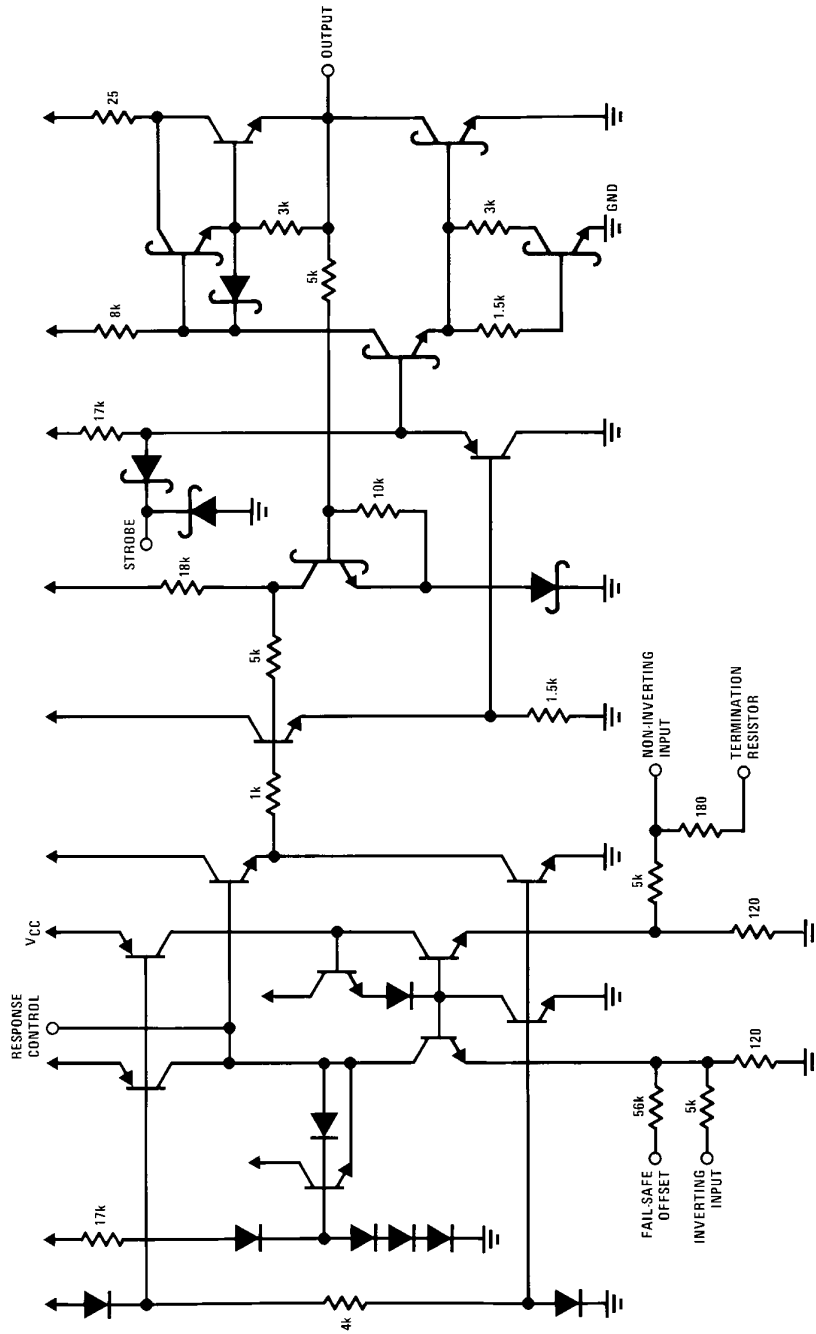 25
OUTPUT
3k
3k
GND
8k
5k
1.5k
17k
STROBE
10k
18k
5k
1.5k
1k
NON-INVERTING
INPUT
TERMINATION
RESISTOR
180
5k
VCC
120
RESPONSE
CONTROL
120
56k
FAIL-SAFE
OFFSET
5k
INVERTING
INPUT
17k
4k